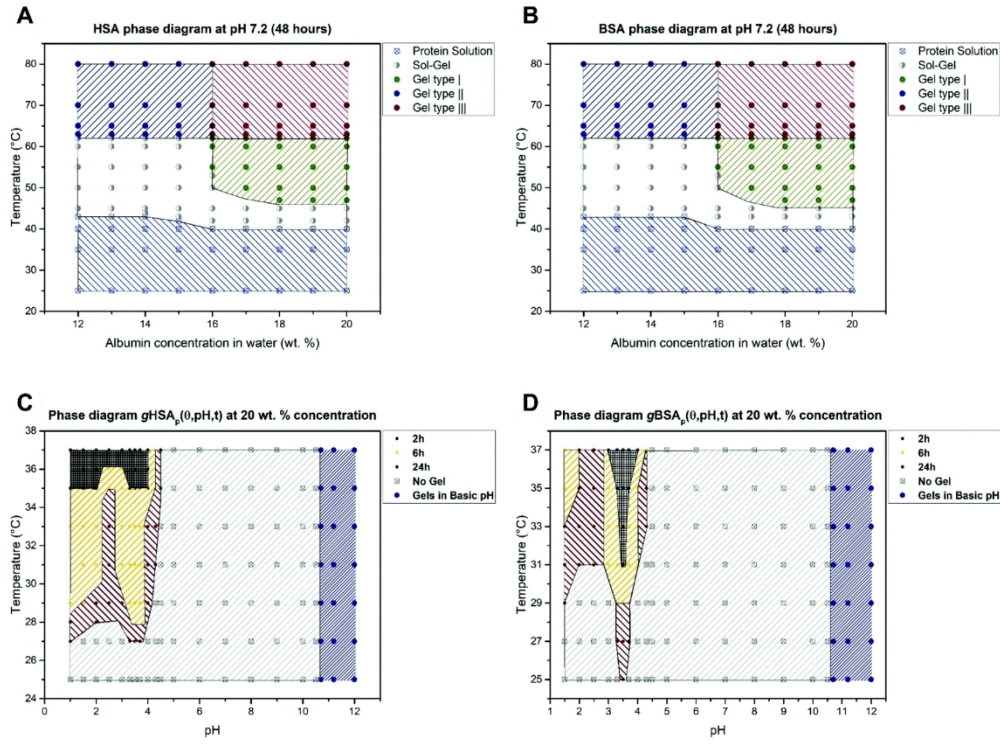 A
HSA phase diagram at pH 7.2 (48 hours)
Temperature (°C)
80
70
60
50
40
30
20
12
14
16
18
20
Albumin concentration in water (wt. %)
Protein Solution
Sol-Gel
Gel type |
Gel type ||
Gel type |||
B
BSA phase diagram at pH 7.2 (48 hours)
Temperature (°C)
80
70
60
50
40
30
20
12
14
16
18
20
Albumin concentration in water (wt. %)
Protein Solution
Sol-Gel
Gel type |
Gel type ||
Gel type |||
C
Phase diagram gHSAp(θ,pH,t) at 20 wt. % concentration
Temperature (°C)
38
36
34
32
30
28
26
24
0
2
4
6
8
10
12
pH
2h
6h
24h
No Gel
Gels in Basic pH
D
Phase diagram gBSAp(θ,pH,t) at 20 wt. % concentration
Temperature (°C)
37
35
33
31
29
27
25
1
2
3
4
5
6
7
8
9
10
11
12
pH
2h
6h
24h
No Gel
Gels in Basic pH